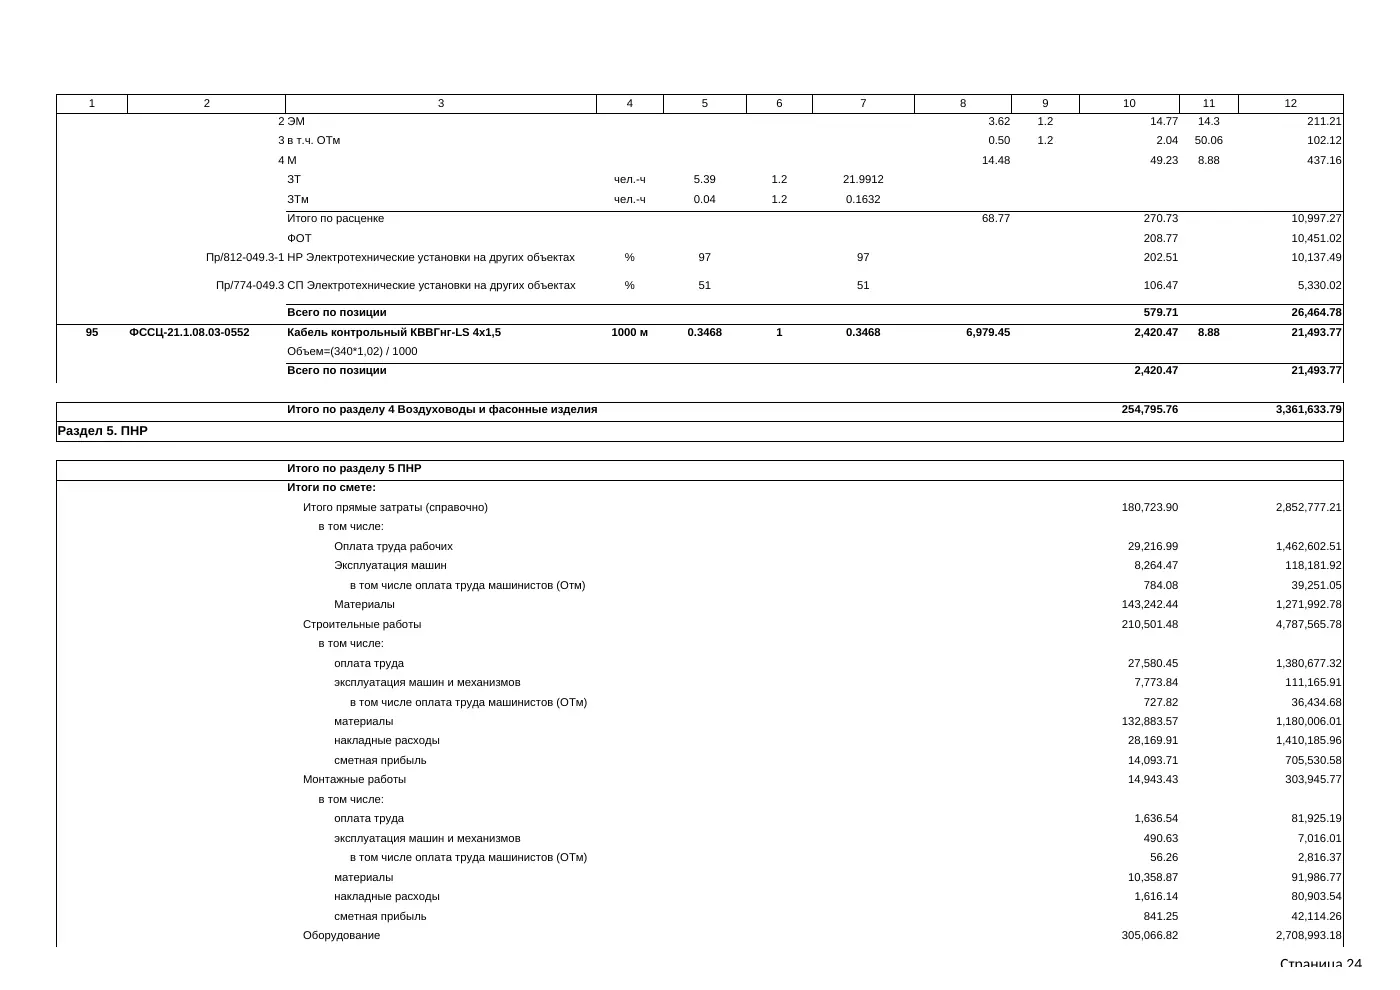 1 2 3 4 5 6 7 8 9 10 11 12
2 ЭМ 3.62 1.2 14.77 14.3 211.21
3 в т.ч. ОТм 0.50 1.2 2.04 50.06 102.12
4 М 14.48 49.23 8.88 437.16
ЗТ чел.-ч 5.39 1.2 21.9912
ЗТм чел.-ч 0.04 1.2 0.1632
Итого по расценке 68.77 270.73 10,997.27
ФОТ 208.77 10,451.02
Пр/812-049.3-1 НР Электротехнические установки на других объектах % 97 97 202.51 10,137.49
Пр/774-049.3 СП Электротехнические установки на других объектах % 51 51 106.47 5,330.02
Всего по позиции 579.71 26,464.78
95 ФССЦ-21.1.08.03-0552 Кабель контрольный КВВГнг-LS 4х1,5 1000 м 0.3468 1 0.3468 6,979.45 2,420.47 8.88 21,493.77
Объем=(340*1,02) / 1000
Всего по позиции 2,420.47 21,493.77
Итого по разделу 4 Воздуховоды и фасонные изделия 254,795.76 3,361,633.79
Раздел 5. ПНР
Итого по разделу 5 ПНР
Итоги по смете:
Итого прямые затраты (справочно) 180,723.90 2,852,777.21
в том числе:
Оплата труда рабочих 29,216.99 1,462,602.51
Эксплуатация машин 8,264.47 118,181.92
в том числе оплата труда машинистов (Отм) 784.08 39,251.05
Материалы 143,242.44 1,271,992.78
Строительные работы 210,501.48 4,787,565.78
в том числе:
оплата труда 27,580.45 1,380,677.32
эксплуатация машин и механизмов 7,773.84 111,165.91
в том числе оплата труда машинистов (ОТм) 727.82 36,434.68
материалы 132,883.57 1,180,006.01
накладные расходы 28,169.91 1,410,185.96
сметная прибыль 14,093.71 705,530.58
Монтажные работы 14,943.43 303,945.77
в том числе:
оплата труда 1,636.54 81,925.19
эксплуатация машин и механизмов 490.63 7,016.01
в том числе оплата труда машинистов (ОТм) 56.26 2,816.37
материалы 10,358.87 91,986.77
накладные расходы 1,616.14 80,903.54
сметная прибыль 841.25 42,114.26
Оборудование 305,066.82 2,708,993.18
Страница 24